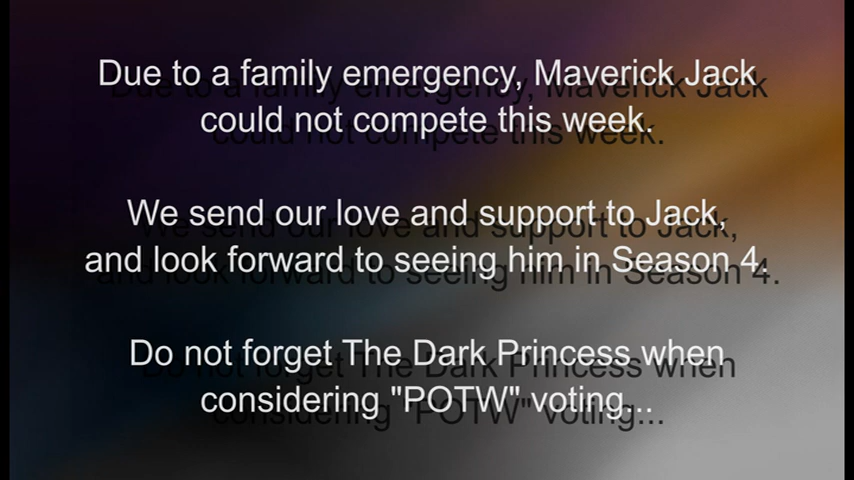 Due to a family emergency, Maverick Jack
could not compete this week.
We send our love and support to Jack,
and look forward to seeing him in Season 4.
Do not forget The Dark Princess when
considering "POTW" voting...